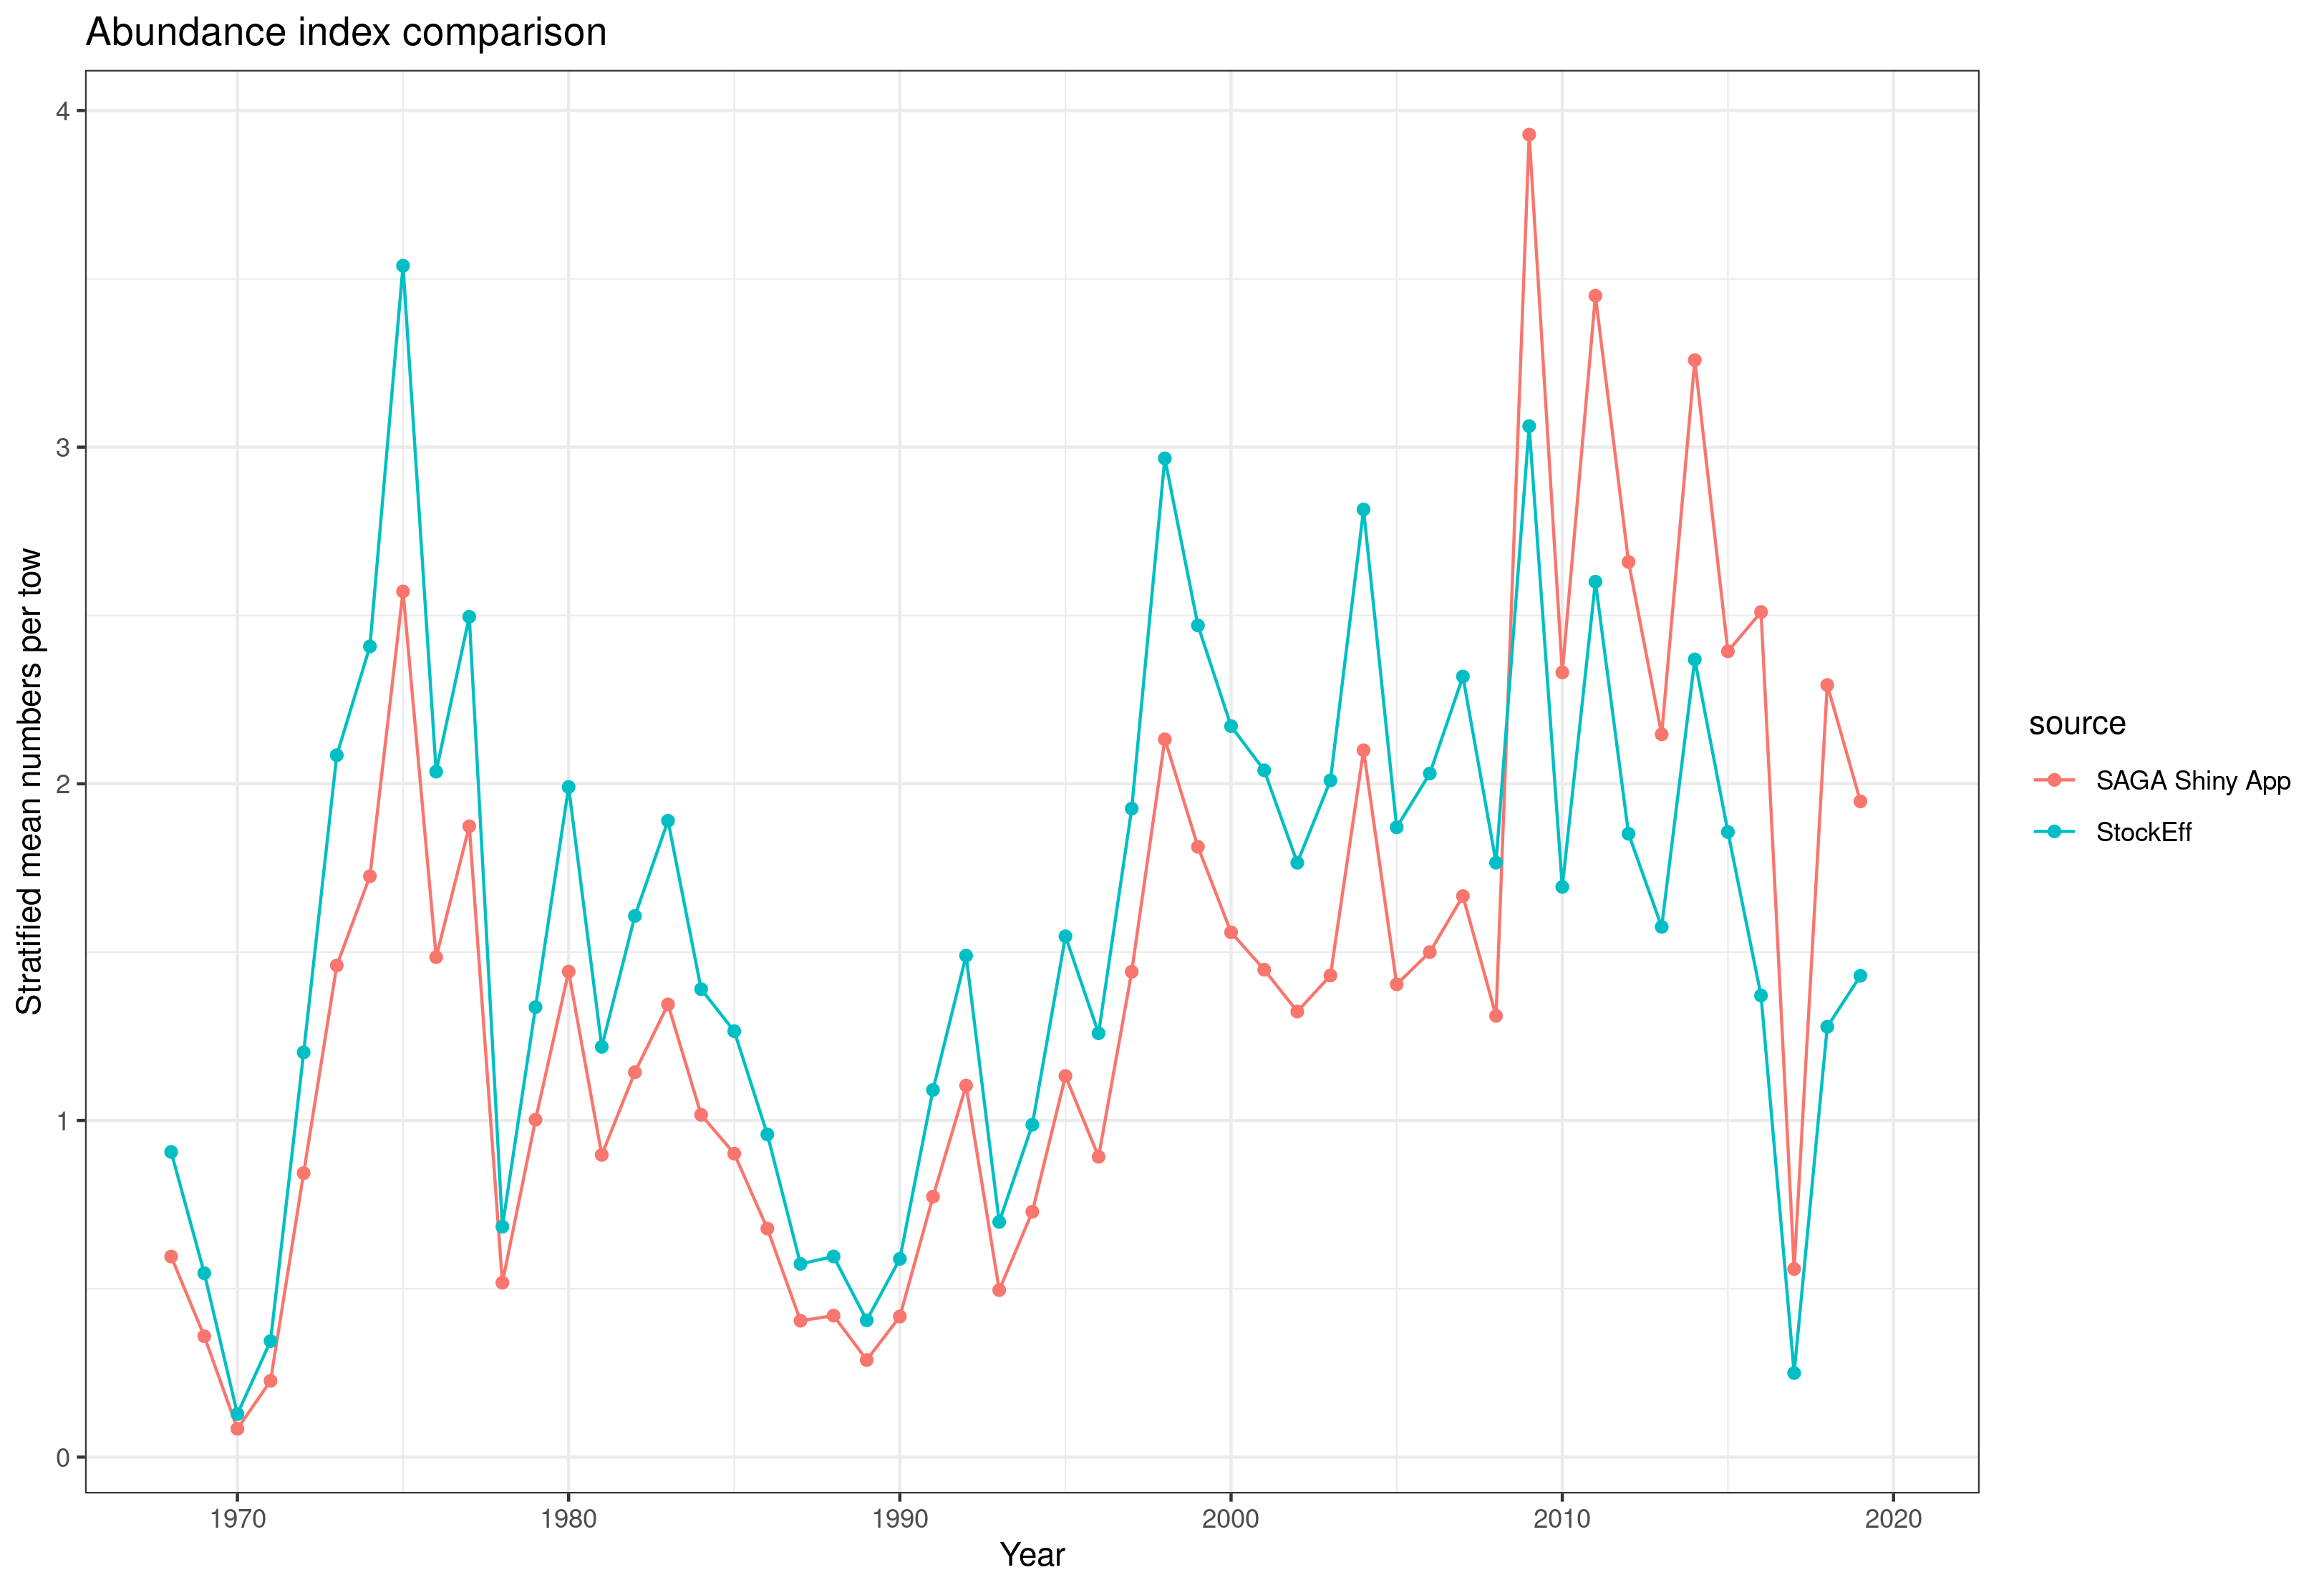 Abundance index comparison
Stratified mean numbers per tow
4
3
2
1
0
1970
1980
1990
2000
2010
2020
Year
source
SAGA Shiny App
StockEff